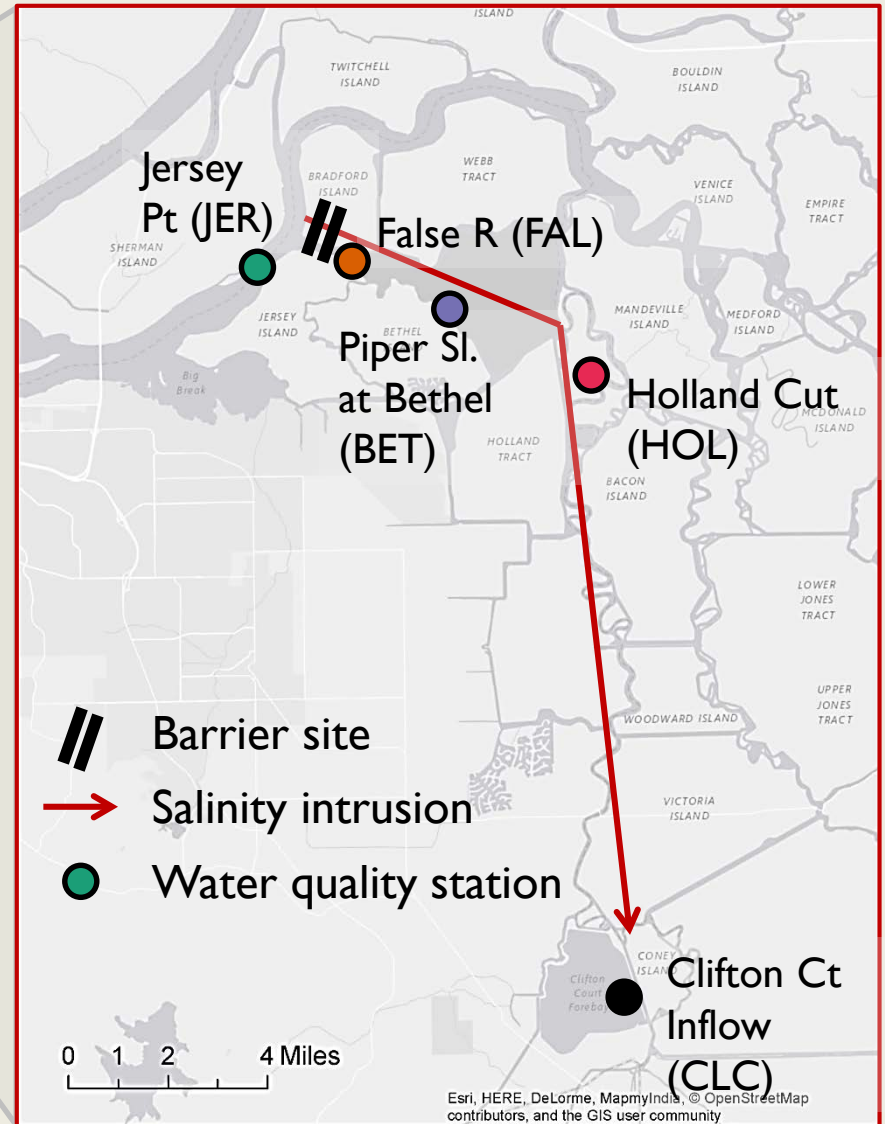 ISLAND
TWITCHELL
ISLAND
BOULDIN
ISLAND
Jersey
Pt (JER)
BRADFORD
ISLAND
WEBB
TRACT
VENICE
ISLAND
EMPIRE
TRACT
SHERMAN
ISLAND
False R (FAL)
JERSEY
ISLAND
BETHEL
MANDEVILLE
ISLAND
MEDFORD
ISLAND
Piper Sl.
at Bethel
(BET)
Big
Break
Holland Cut
(HOL)
MCDONALD
ISLAND
HOLLAND
TRACT
BACON
ISLAND
LOWER
JONES
TRACT
UPPER
JONES
TRACT
WOODWARD ISLAND
Barrier site
Salinity intrusion
Water quality station
VICTORIA
ISLAND
CONEY
ISLAND
Clifton
Court
Forebay
Clifton Ct
Inflow
(CLC)
0 1 2 4 Miles
Esri, HERE, DeLorme, MapmyIndia, © OpenStreetMap
contributors, and the GIS user community